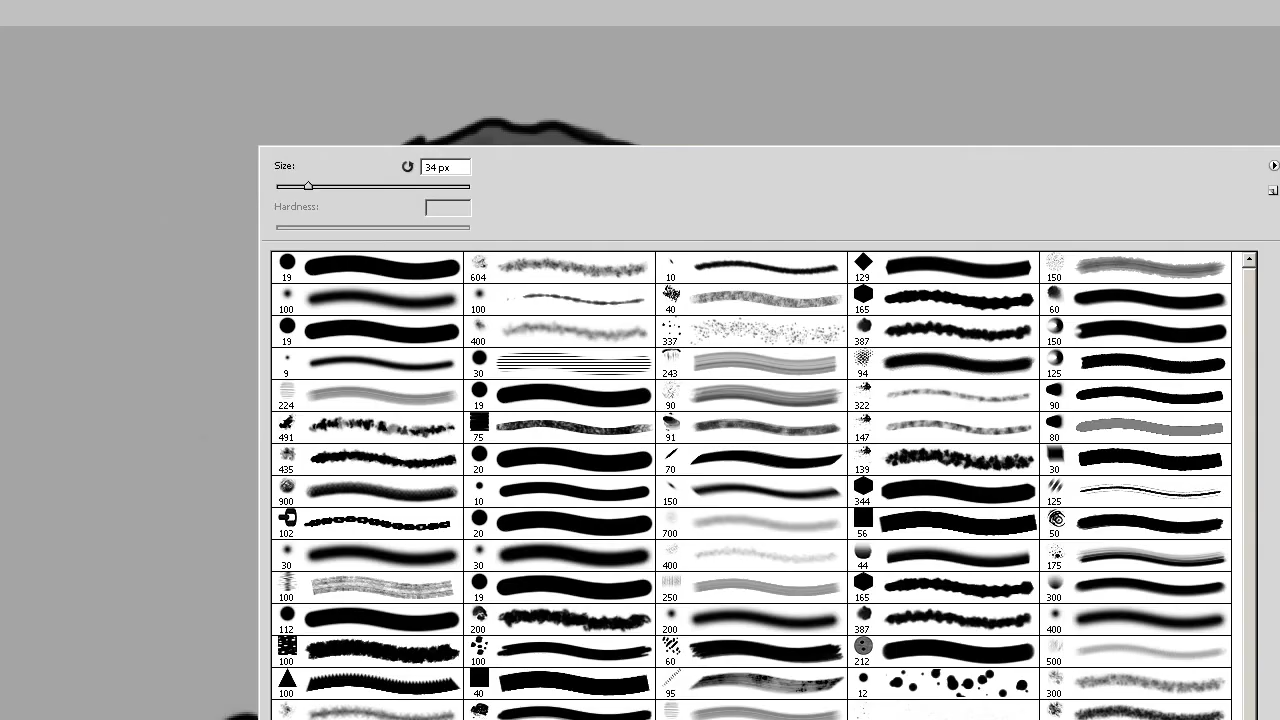 Size:
34 px
Hardness:
19 604 10 129 150
100 100 40 165 60
19 400 337 387 150
9 30 243 94 125
224 19 90 322 90
491 75 91 147 80
435 20 70 139 30
900 10 150 344 125
102 20 700 56 50
30 30 400 44 175
100 19 250 165 300
112 200 200 387 400
100 100 60 212 500
100 40 95 12 300